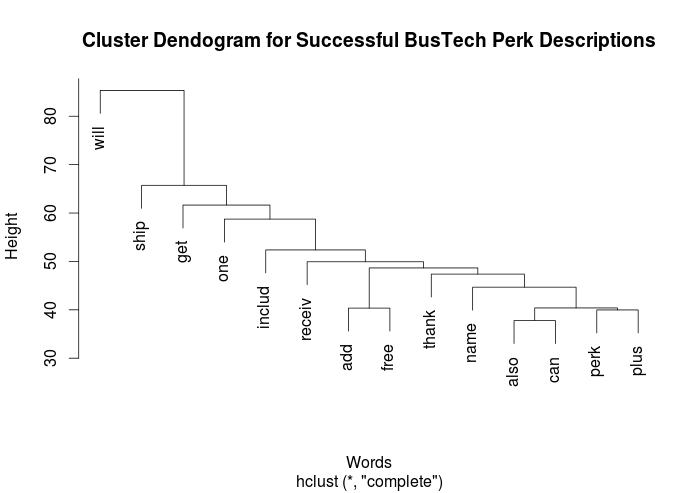 Cluster Dendogram for Successful BusTech Perk Descriptions
Height
80
70
60
50
40
30
will
ship
get
one
includ
receiv
add
free
thank
name
also
can
perk
plus
Words
hclust (*, "complete")